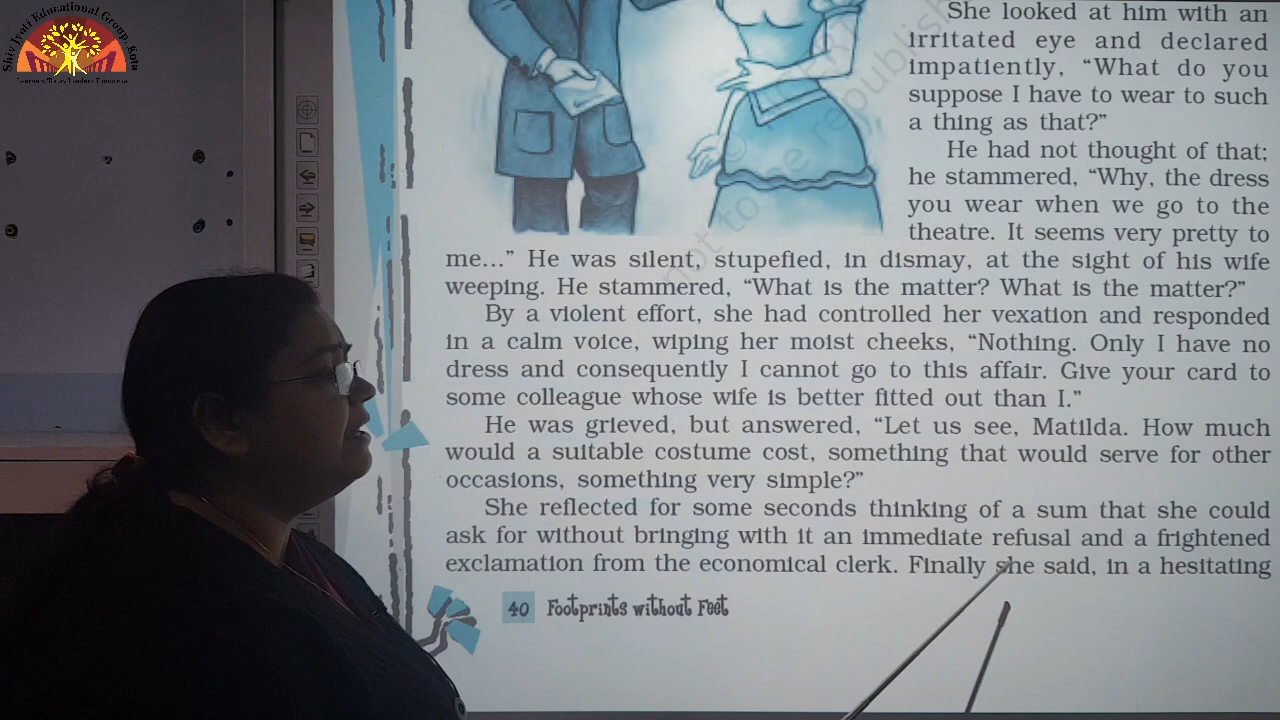 Shiv Jyoti Educational Group, Kota
She looked at him with an
irritated eye and declared
impatiently, “What do you
suppose I have to wear to such
a thing as that?”
He had not thought of that;
he stammered, “Why, the dress
you wear when we go to the
theatre. It seems very pretty to
me...” He was silent, stupefied, in dismay, at the sight of his wife
weeping. He stammered, “What is the matter? What is the matter?”
By a violent effort, she had controlled her vexation and responded
in a calm voice, wiping her moist cheeks, “Nothing. Only I have no
dress and consequently I cannot go to this affair. Give your card to
some colleague whose wife is better fitted out than I.”
He was grieved, but answered, “Let us see, Matilda. How much
would a suitable costume cost, something that would serve for other
occasions, something very simple?”
She reflected for some seconds thinking of a sum that she could
ask for without bringing with it an immediate refusal and a frightened
exclamation from the economical clerk. Finally she said, in a hesitating
40 Footprints without Feet
not to be republish